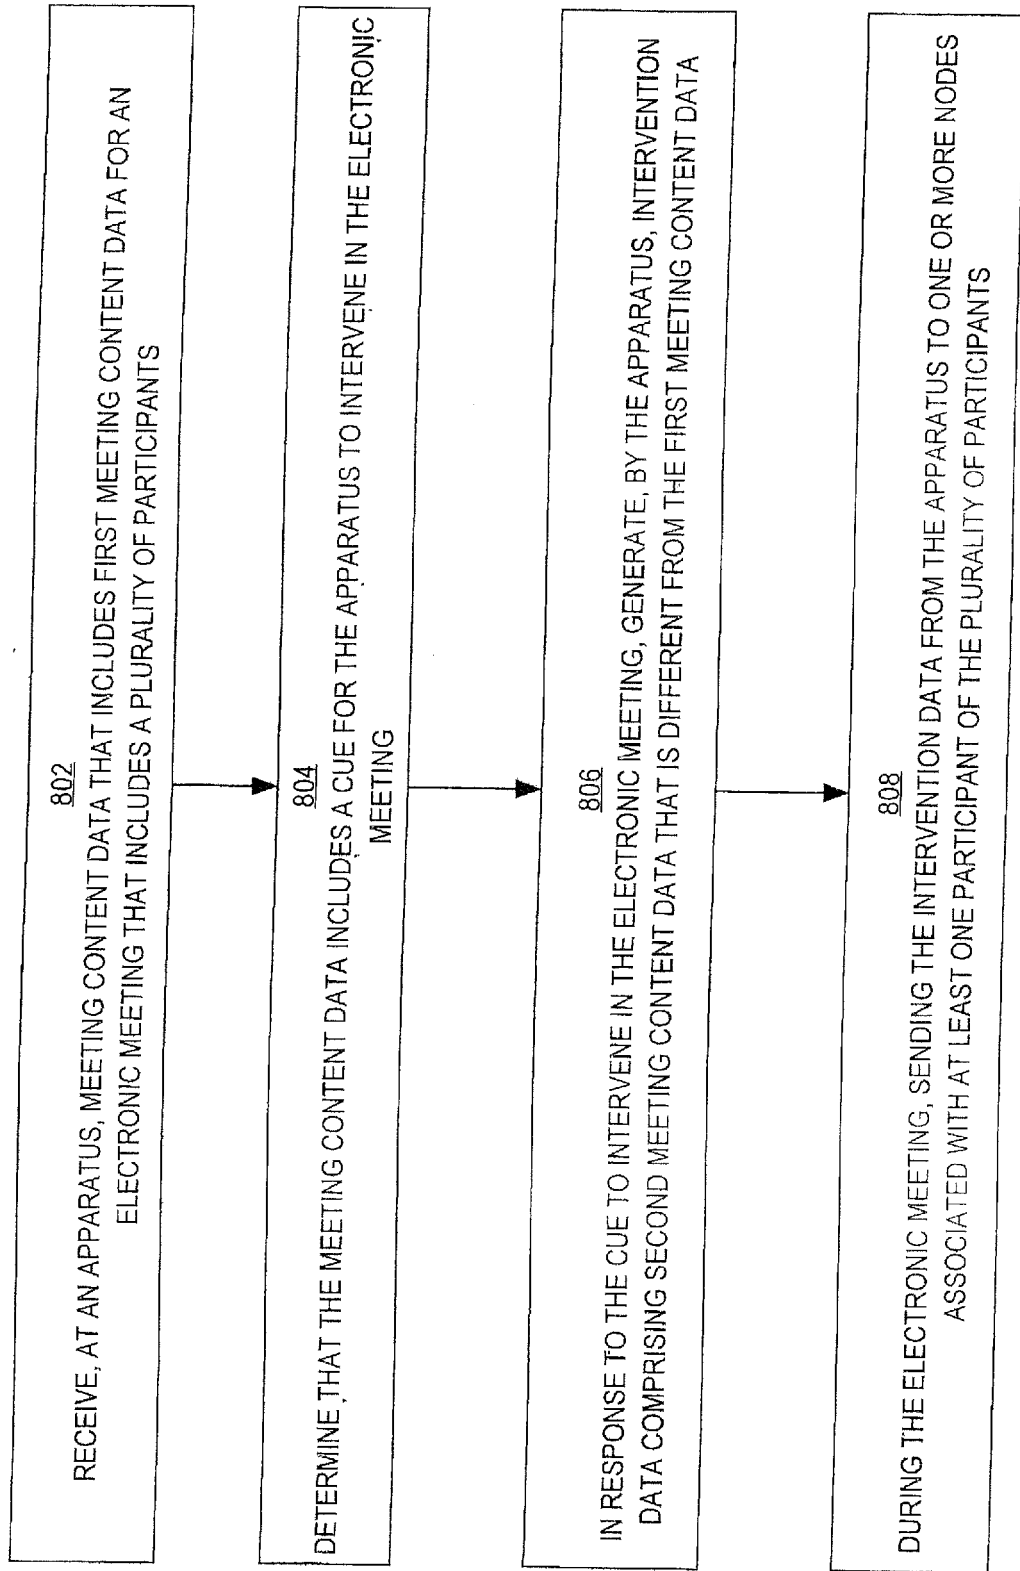 802
RECEIVE, AT AN APPARATUS, MEETING CONTENT DATA THAT INCLUDES FIRST MEETING CONTENT DATA FOR AN
ELECTRONIC MEETING THAT INCLUDES A PLURALITY OF PARTICIPANTS
804
DETERMINE THAT THE MEETING CONTENT DATA INCLUDES A CUE FOR THE APPARATUS TO INTERVENE IN THE ELECTRONIC
MEETING
806
IN RESPONSE TO THE CUE TO INTERVENE IN THE ELECTRONIC MEETING, GENERATE, BY THE APPARATUS, INTERVENTION
DATA COMPRISING SECOND MEETING CONTENT DATA THAT IS DIFFERENT FROM THE FIRST MEETING CONTENT DATA
808
DURING THE ELECTRONIC MEETING, SENDING THE INTERVENTION DATA FROM THE APPARATUS TO ONE OR MORE NODES
ASSOCIATED WITH AT LEAST ONE PARTICIPANT OF THE PLURALITY OF PARTICIPANTS